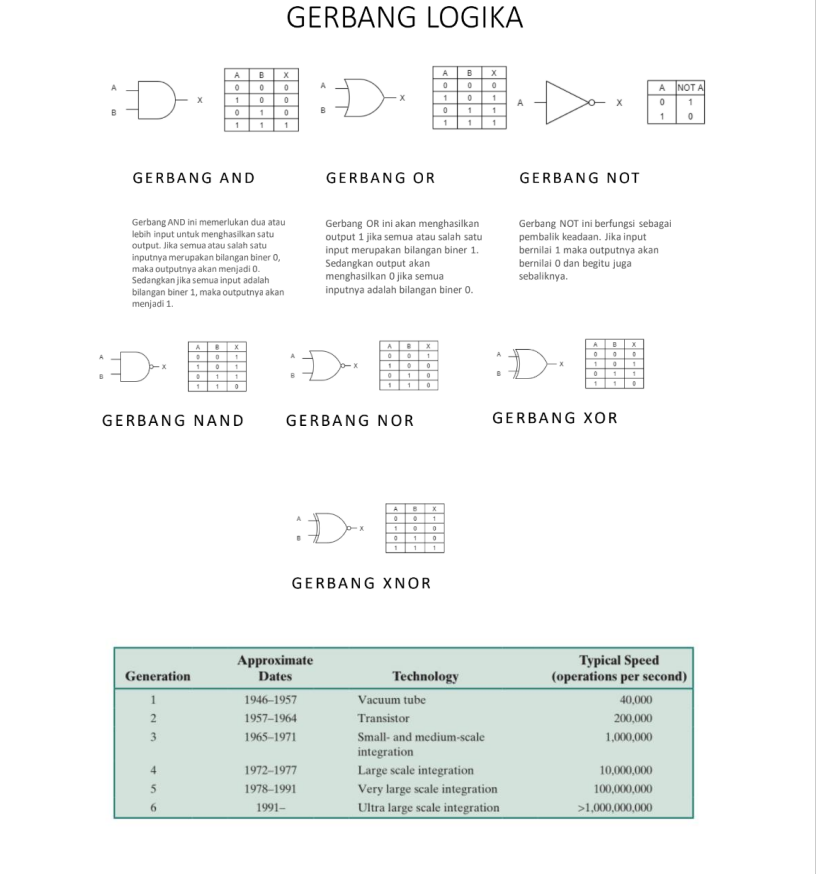 GERBANG LOGIKA
A
B
X
A B X
0 0 0
1 0 0
0 1 0
1 1 1
A
B
X
A B X
0 0 0
1 0 1
0 1 1
1 1 1
A
X
A NOT A
0 1
1 0
GERBANG AND
GERBANG OR
GERBANG NOT
Gerbang AND ini memerlukan dua atau
lebih input untuk menghasilkan satu
output. Jika semua atau salah satu
inputnya merupakan bilangan biner 0,
maka outputnya akan menjadi 0.
Sedangkan jika semua input adalah
bilangan biner 1, maka outputnya akan
menjadi 1.
Gerbang OR ini akan menghasilkan
output 1 jika semua atau salah satu
input merupakan bilangan biner 1.
Sedangkan output akan
menghasilkan 0 jika semua
inputnya adalah bilangan biner 0.
Gerbang NOT ini berfungsi sebagai
pembalik keadaan. Jika input
bernilai 1 maka outputnya akan
bernilai 0 dan begitu juga
sebaliknya.
A
B
X
A B X
0 0 1
1 0 1
0 1 1
1 1 0
A
B
X
A B X
0 0 1
1 0 0
0 1 0
1 1 0
A
B
X
A B X
0 0 0
1 0 1
0 1 1
1 1 0
GERBANG NAND
GERBANG NOR
GERBANG XOR
A
B
X
A B X
0 0 1
1 0 0
0 1 0
1 1 1
GERBANG XNOR
Approximate Typical Speed
Generation Dates Technology (operations per second)
1 1946–1957 Vacuum tube 40,000
2 1957–1964 Transistor 200,000
3 1965–1971 Small- and medium-scale 1,000,000
integration
4 1972–1977 Large scale integration 10,000,000
5 1978–1991 Very large scale integration 100,000,000
6 1991– Ultra large scale integration >1,000,000,000